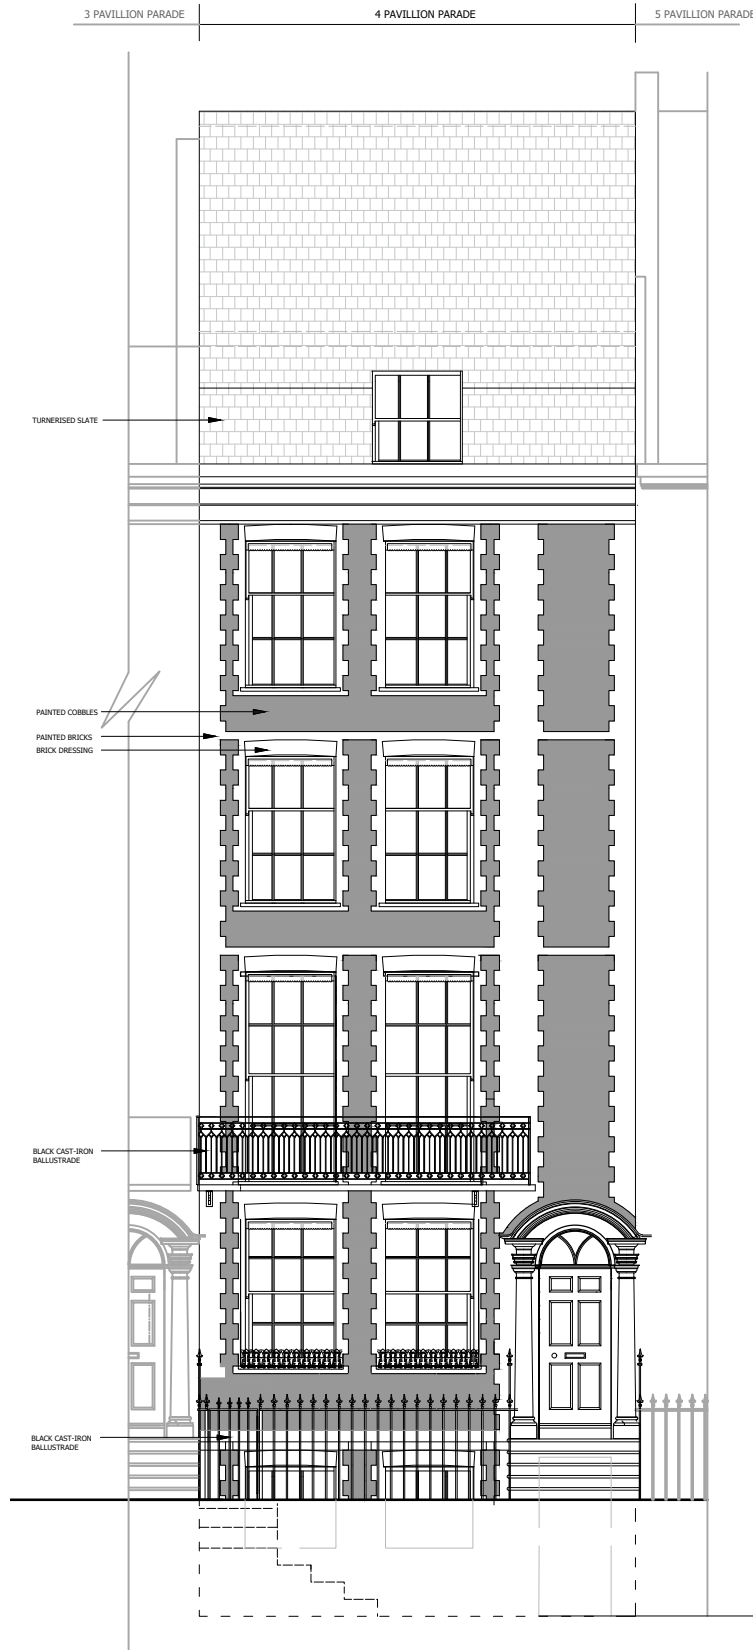 3 PAVILLION PARADE
4 PAVILLION PARADE
5 PAVILLION PARADE
TURNERISED SLATE
PAINTED COBBLES
PAINTED BRICKS
BRICK DRESSING
BLACK CAST-IRON
BALLUSTRADE
BLACK CAST-IRON
BALLUSTRADE